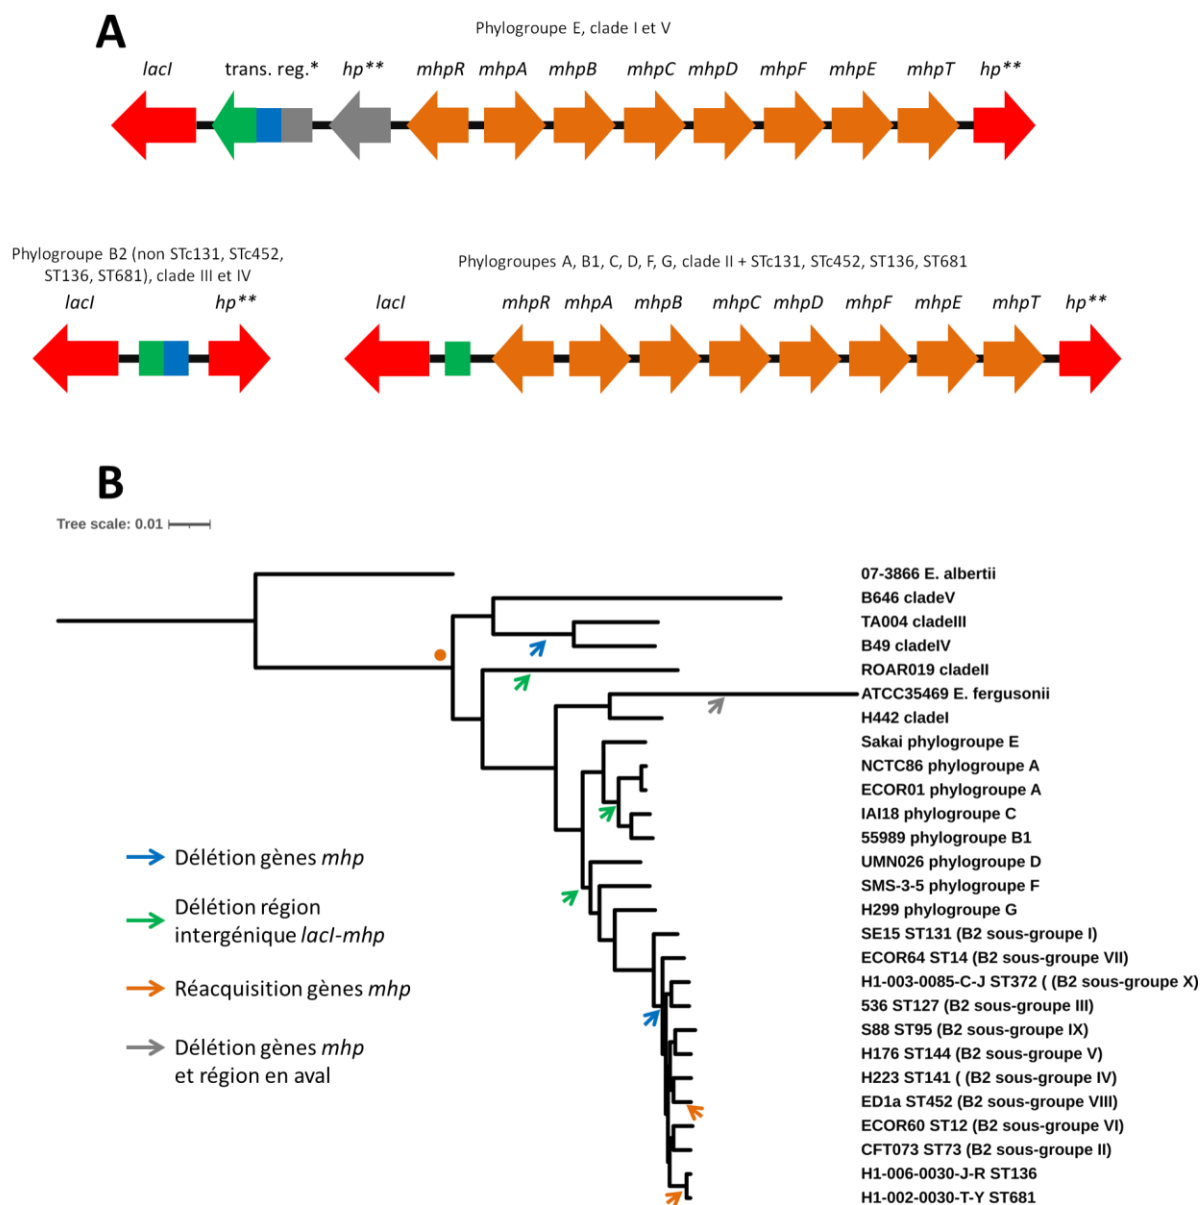 A
Phylogroupe E, clade I et V
lacI trans. reg.* hp** mhpR mhpA mhpB mhpC mhpD mhpF mhpE mhpT hp**
Phylogroupe B2 (non STc131, STc452,
ST136, ST681), clade III et IV
lacI hp**
Phylogroupes A, B1, C, D, F, G, clade II + STc131, STc452, ST136, ST681
lacI mhpR mhpA mhpB mhpC mhpD mhpF mhpE mhpT hp**
B
Tree scale: 0.01
07-3866 E. albertii
B646 cladeV
TA004 cladeIII
B49 cladeIV
ROAR019 cladeII
ATCC35469 E. fergusonii
H442 cladeI
Sakai phylogroupe E
NCTC86 phylogroupe A
ECOR01 phylogroupe A
IAI18 phylogroupe C
55989 phylogroupe B1
UMN026 phylogroupe D
SMS-3-5 phylogroupe F
H299 phylogroupe G
SE15 ST131 (B2 sous-groupe I)
ECOR64 ST14 (B2 sous-groupe VII)
H1-003-0085-C-J ST372 ( (B2 sous-groupe X)
536 ST127 (B2 sous-groupe III)
S88 ST95 (B2 sous-groupe IX)
H176 ST144 (B2 sous-groupe V)
H223 ST141 ( (B2 sous-groupe IV)
ED1a ST452 (B2 sous-groupe VIII)
ECOR60 ST12 (B2 sous-groupe VI)
CFT073 ST73 (B2 sous-groupe II)
H1-006-0030-J-R ST136
H1-002-0030-T-Y ST681
Délétion gènes mhp
Délétion région
intergénique lacI-mhp
Réacquisition gènes mhp
Délétion gènes mhp
et région en aval